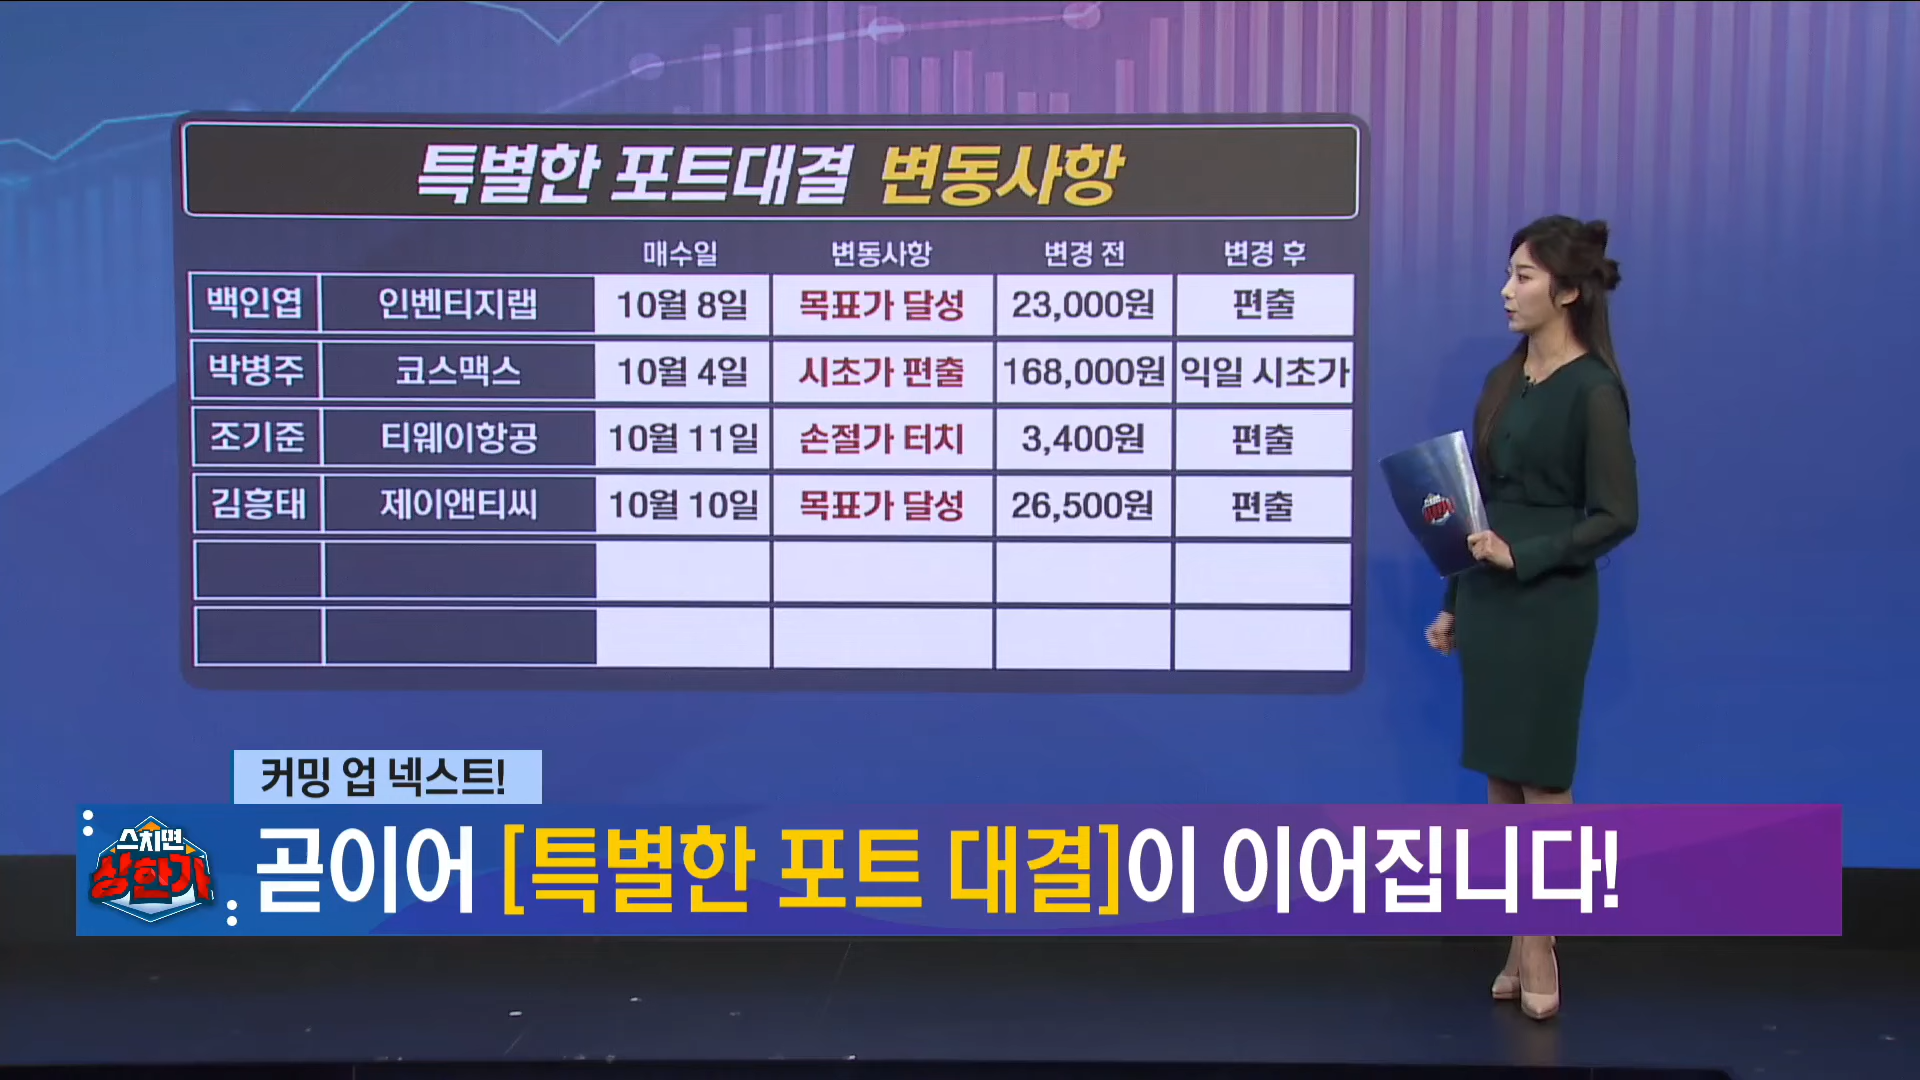 특별한 포트대결 변동사항
매수일 변동사항 변경 전 변경 후
백인엽 인벤티지랩 10월 8일 목표가 달성 23,000원 편출
박병주 코스맥스 10월 4일 시초가 편출 168,000원 익일 시초가
조기준 티웨이항공 10월 11일 손절가 터치 3,400원 편출
김흥태 제이앤티씨 10월 10일 목표가 달성 26,500원 편출
커밍 업 넥스트!
스치면
상한가
곧이어 [특별한 포트 대결]이 이어집니다!